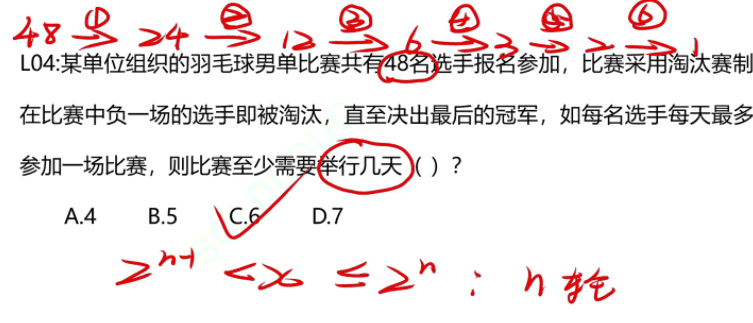 48 ①→ 24 ②→ 12 ③→ 6 ④→ 3 ⑤→ 2 ⑥→ 1
L04:某单位组织的羽毛球男单比赛共有48名选手报名参加，比赛采用淘汰赛制
在比赛中负一场的选手即被淘汰，直至决出最后的冠军，如每名选手每天最多
参加一场比赛，则比赛至少需要举行几天（）？
A.4 B.5 C.6 D.7
2^{n-1} < x ≤ 2^n : n 轮